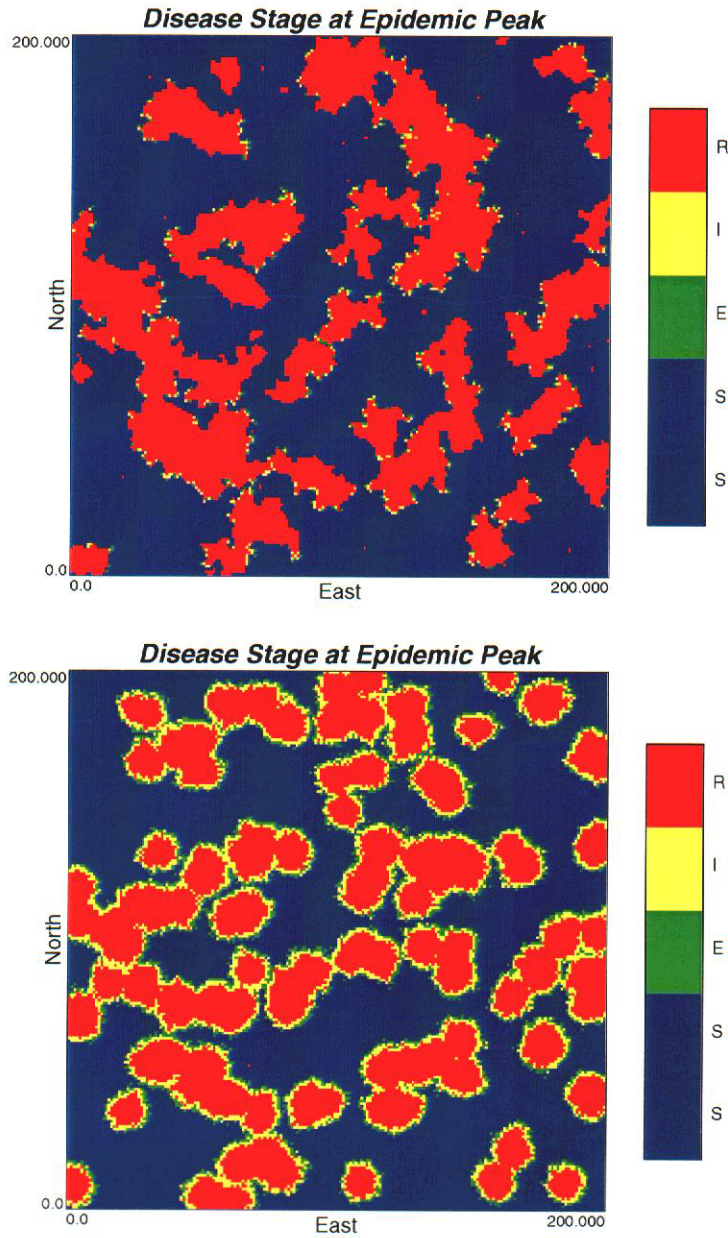 Disease Stage at Epidemic Peak
200.000
R
I
E
S
S
North
0.0
0.0
200.000
East
Disease Stage at Epidemic Peak
200.000
R
I
E
S
S
North
0.0
0.0
200.000
East